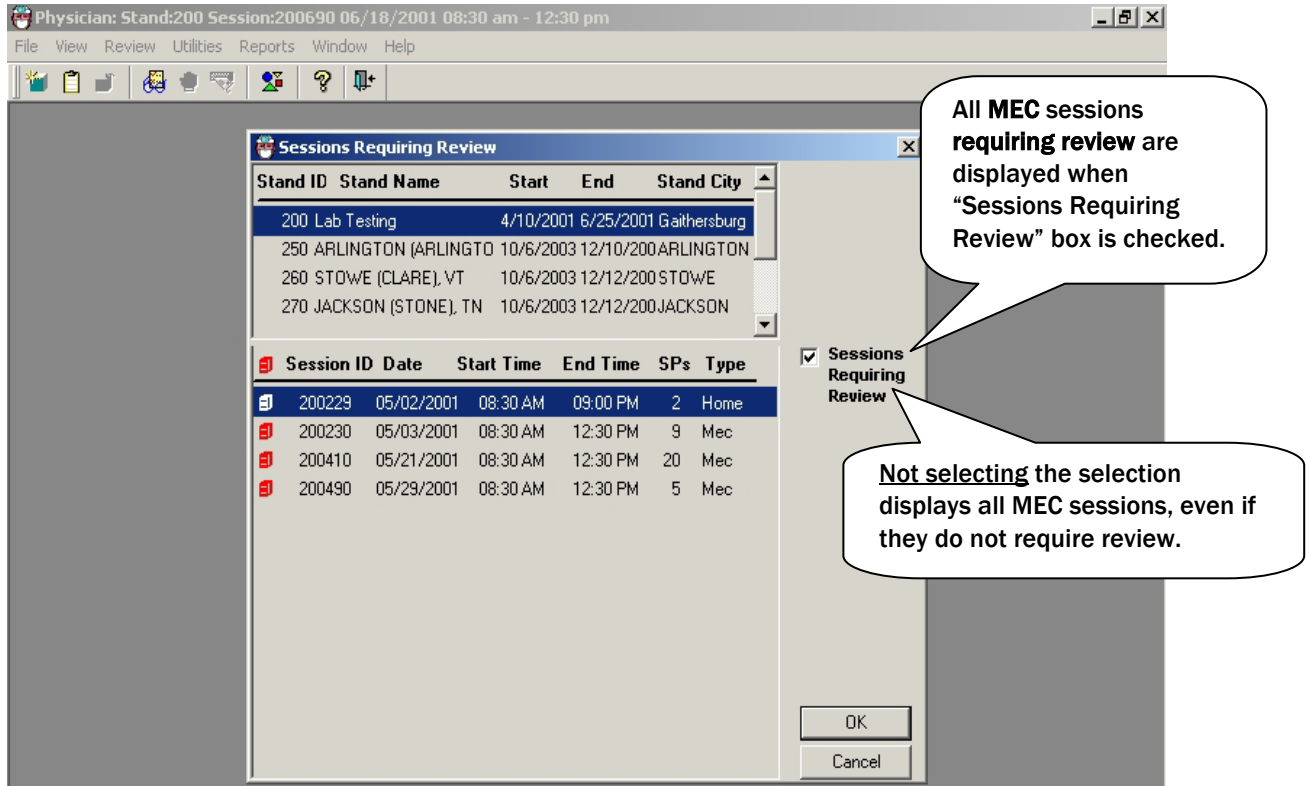 Physician: Stand:200 Session:200690 06/18/2001 08:30 am - 12:30 pm
File View Review Utilities Reports Window Help
All MEC sessions
requiring review are
displayed when
“Sessions Requiring
Review” box is checked.
Sessions Requiring Review
Stand ID Stand Name Start End Stand City
200 Lab Testing 4/10/2001 6/25/2001 Gaithersburg
250 ARLINGTON (ARLINGTO 10/6/2003 12/10/200 ARLINGTON
260 STOWE (CLARE), VT 10/6/2003 12/12/200 STOWE
270 JACKSON (STONE), TN 10/6/2003 12/12/200 JACKSON
Session ID Date Start Time End Time SPs Type
200229 05/02/2001 08:30 AM 09:00 PM 2 Home
200230 05/03/2001 08:30 AM 12:30 PM 9 Mec
200410 05/21/2001 08:30 AM 12:30 PM 20 Mec
200490 05/29/2001 08:30 AM 12:30 PM 5 Mec
Sessions
Requiring
Review
Not selecting the selection
displays all MEC sessions, even if
they do not require review.
OK
Cancel